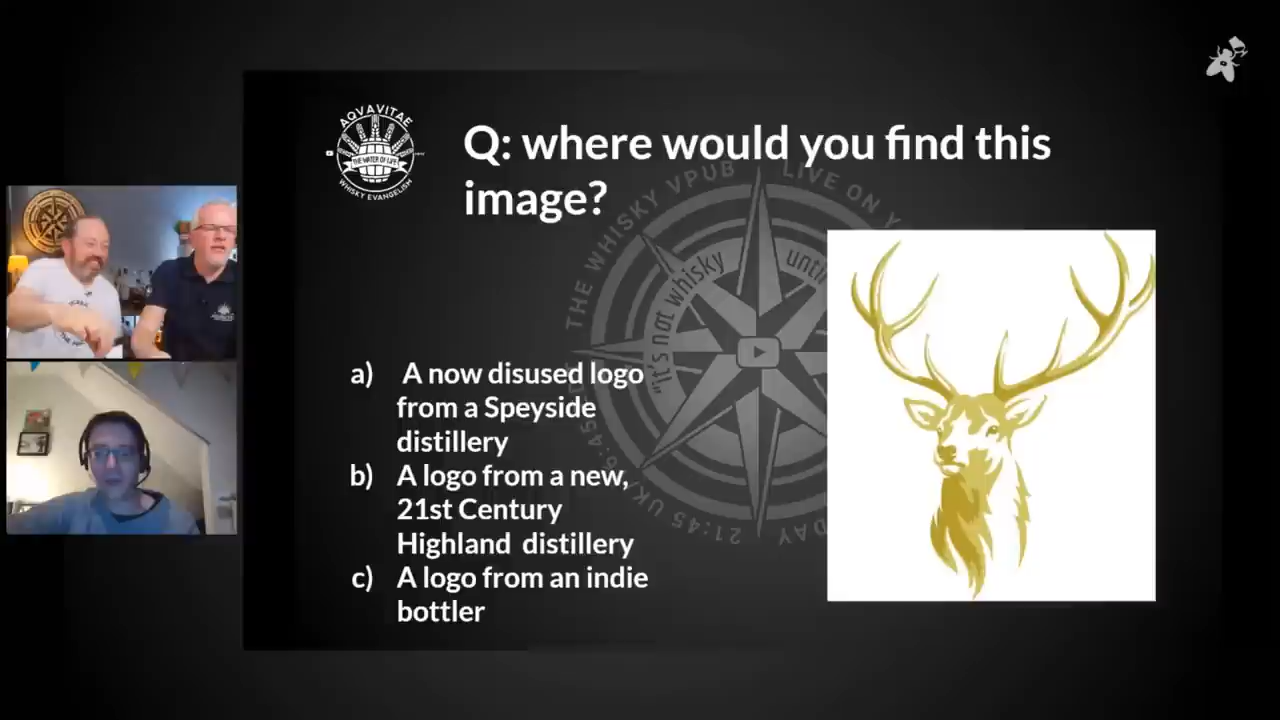 AQVAVITAE
THE WATER OF LIFE
WHISKY EVANGELISM
Q: where would you find this
image?
THE WHISKY VPUB
LIVE ON Y
"it's not whisky
until
21:45 UK/
DAY
a) A now disused logo
from a Speyside
distillery
b) A logo from a new,
21st Century
Highland distillery
c) A logo from an indie
bottler